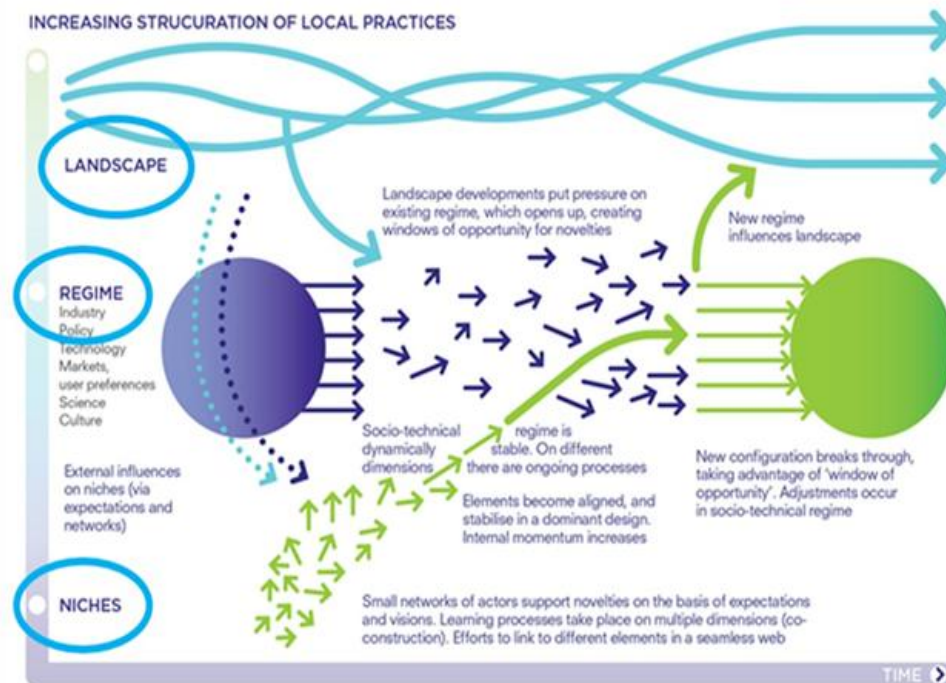 INCREASING STRUCURATION OF LOCAL PRACTICES
LANDSCAPE
Landscape developments put pressure on
existing regime, which opens up, creating
windows of opportunity for novelties
New regime
influences landscape
REGIME
Industry
Policy
Technology
Markets,
user preferences
Science
Culture
Socio-technical regime is
dynamically stable. On different
dimensions there are ongoing processes
External influences
on niches (via
expectations and
networks)
Elements become aligned, and
stabilise in a dominant design.
Internal momentum increases
New configuration breaks through,
taking advantage of ‘window of
opportunity’. Adjustments occur
in socio-technical regime
NICHES
Small networks of actors support novelties on the basis of expectations
and visions. Learning processes take place on multiple dimensions (co-
construction). Efforts to link to different elements in a seamless web
TIME